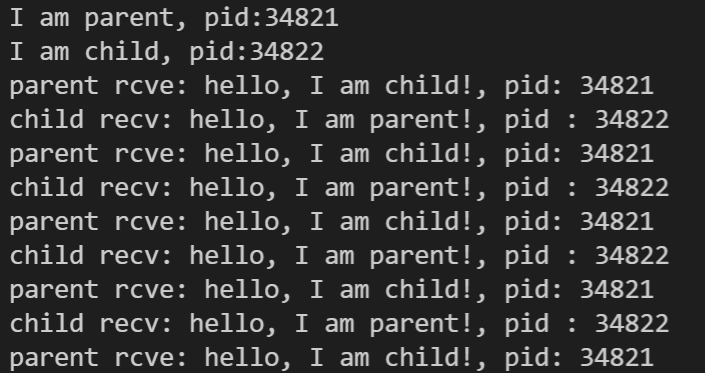 I am parent, pid:34821
I am child, pid:34822
parent rcve: hello, I am child!, pid: 34821
child recv: hello, I am parent!, pid : 34822
parent rcve: hello, I am child!, pid: 34821
child recv: hello, I am parent!, pid : 34822
parent rcve: hello, I am child!, pid: 34821
child recv: hello, I am parent!, pid : 34822
parent rcve: hello, I am child!, pid: 34821
child recv: hello, I am parent!, pid : 34822
parent rcve: hello, I am child!, pid: 34821